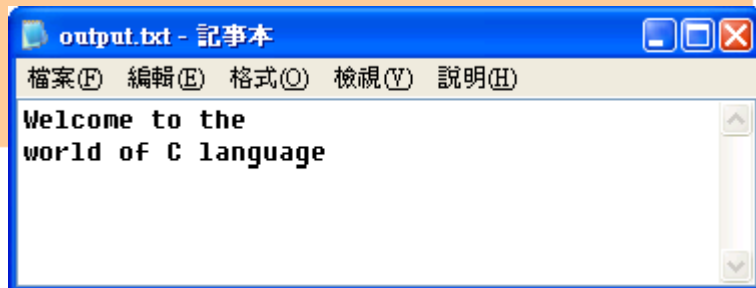 output.txt - 記事本
檔案(F) 編輯(E) 格式(O) 檢視(V) 說明(H)
Welcome to the
world of C language